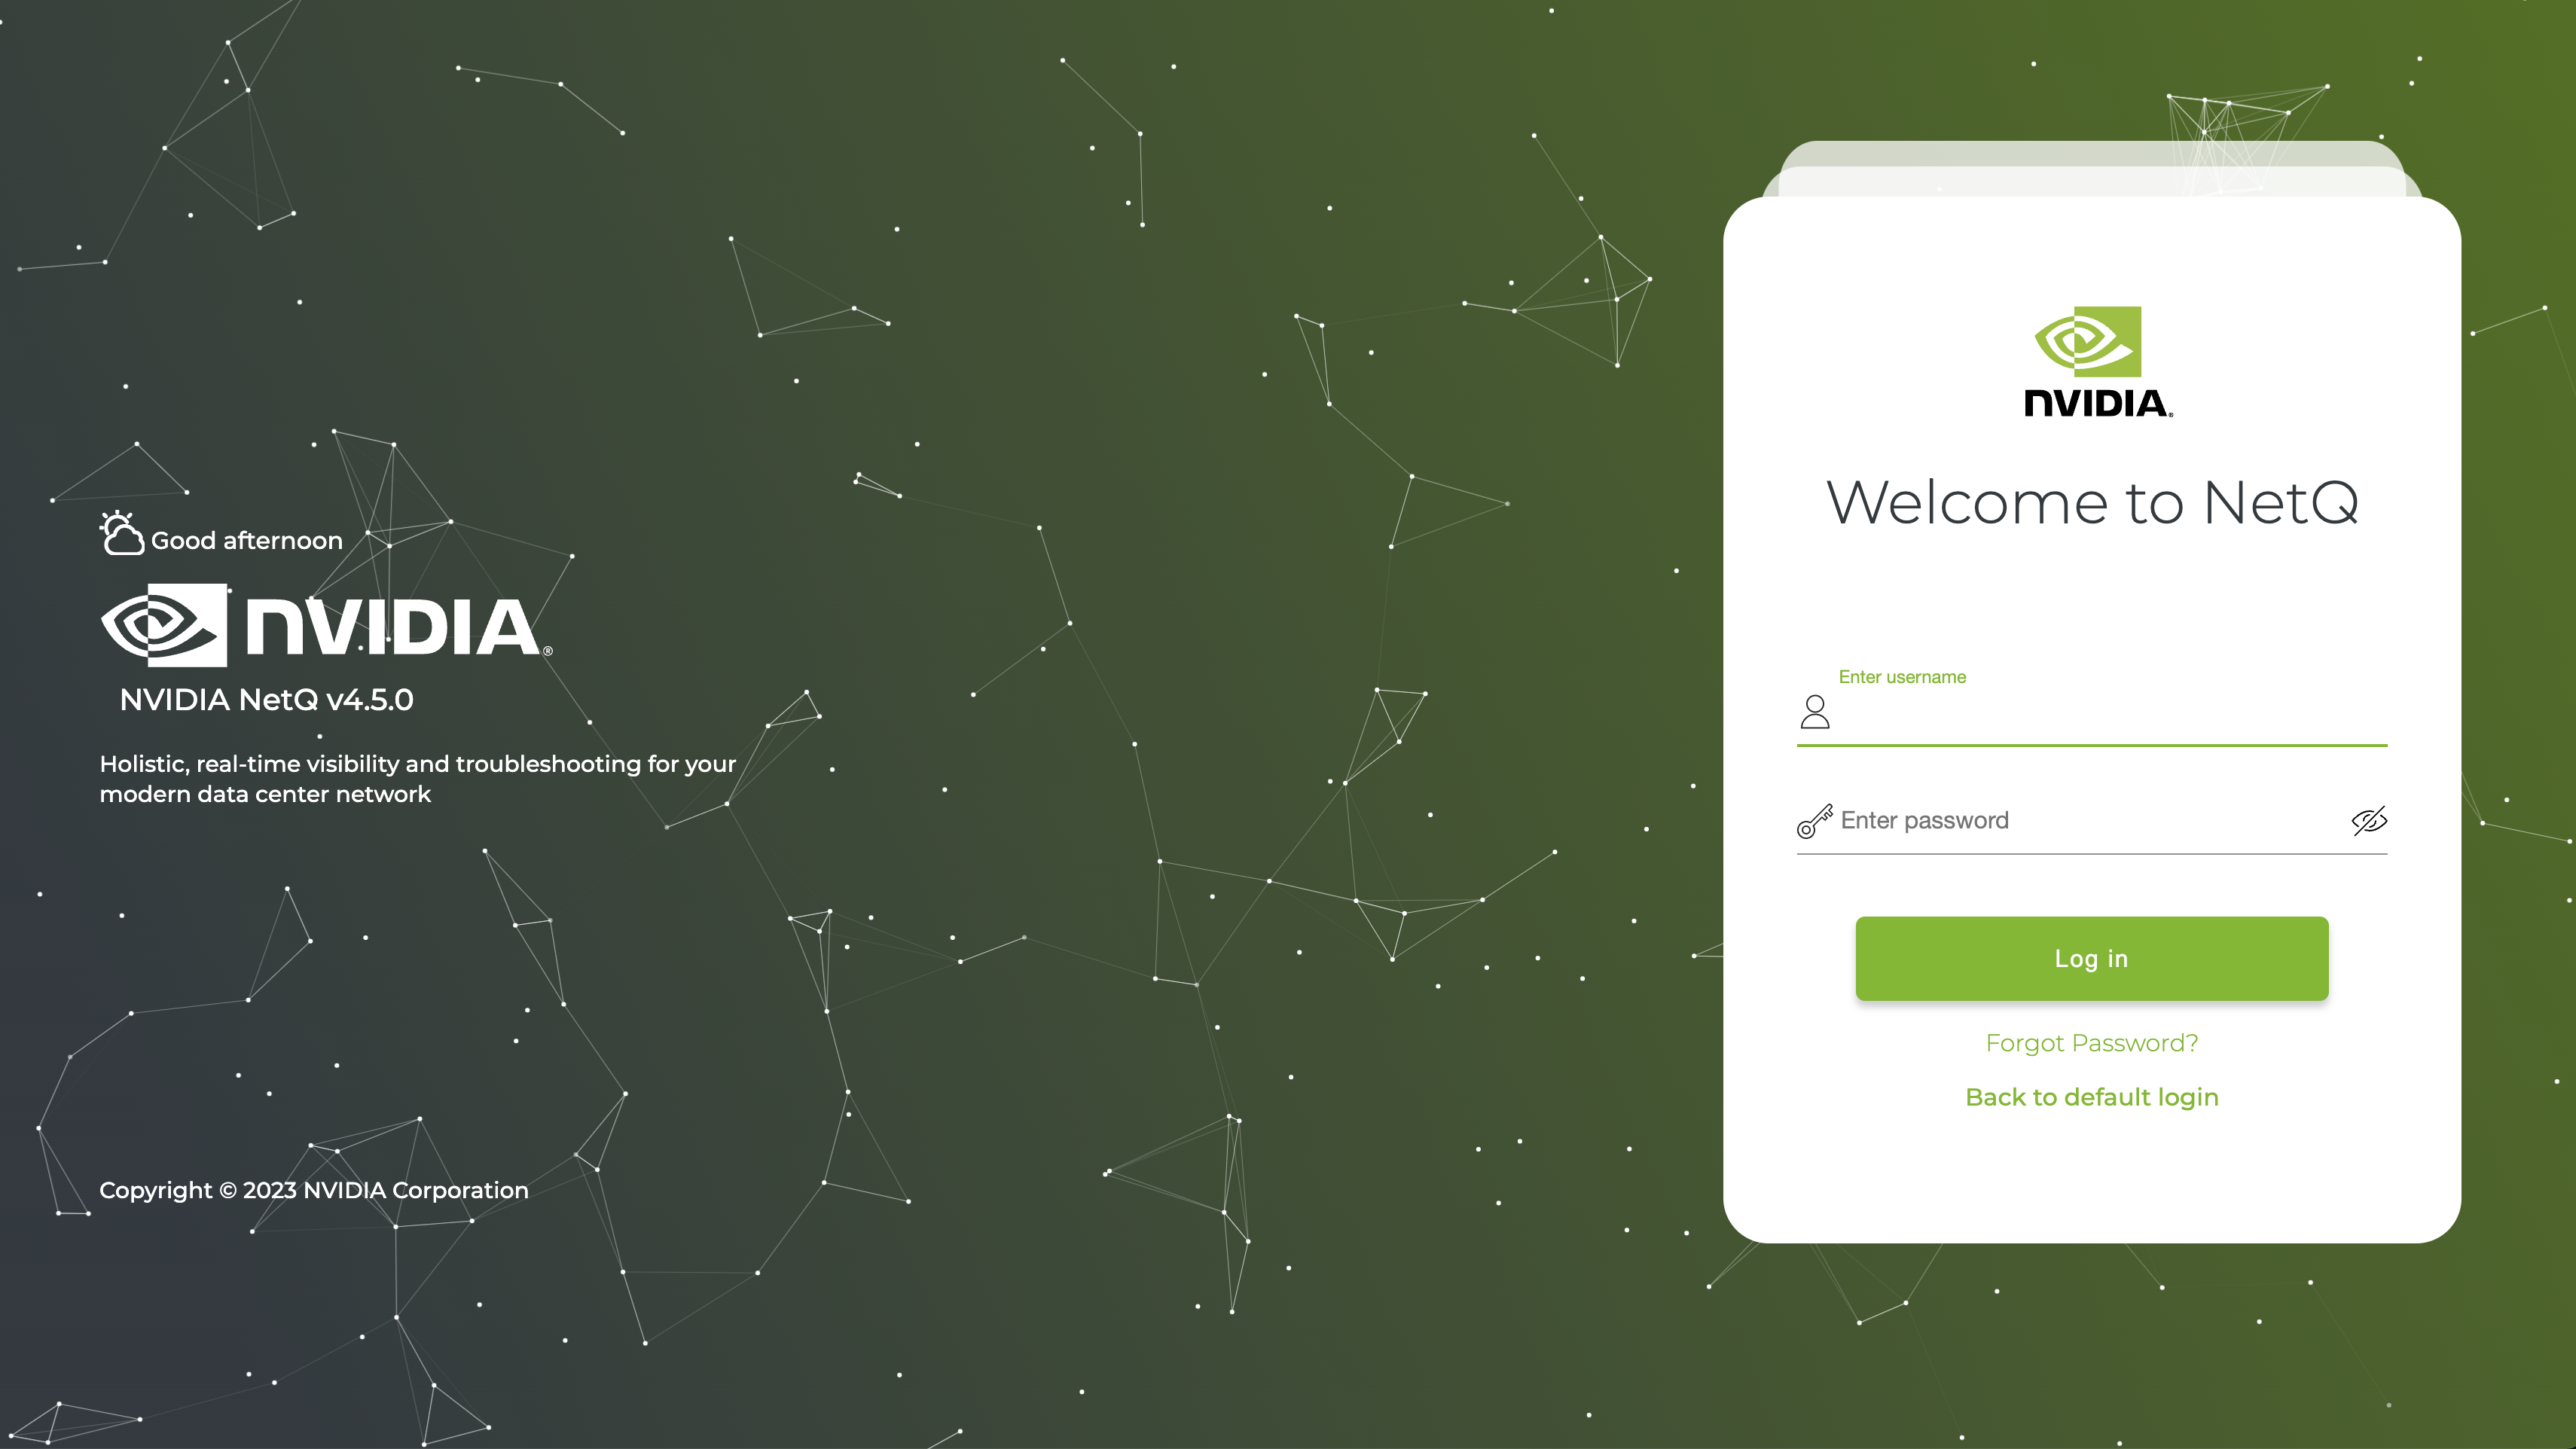 Good afternoon
NVIDIA®
NVIDIA NetQ v4.5.0
Holistic, real-time visibility and troubleshooting for your
modern data center network
Copyright © 2023 NVIDIA Corporation
NVIDIA®
Welcome to NetQ
Enter username
Enter password
Log in
Forgot Password?
Back to default login